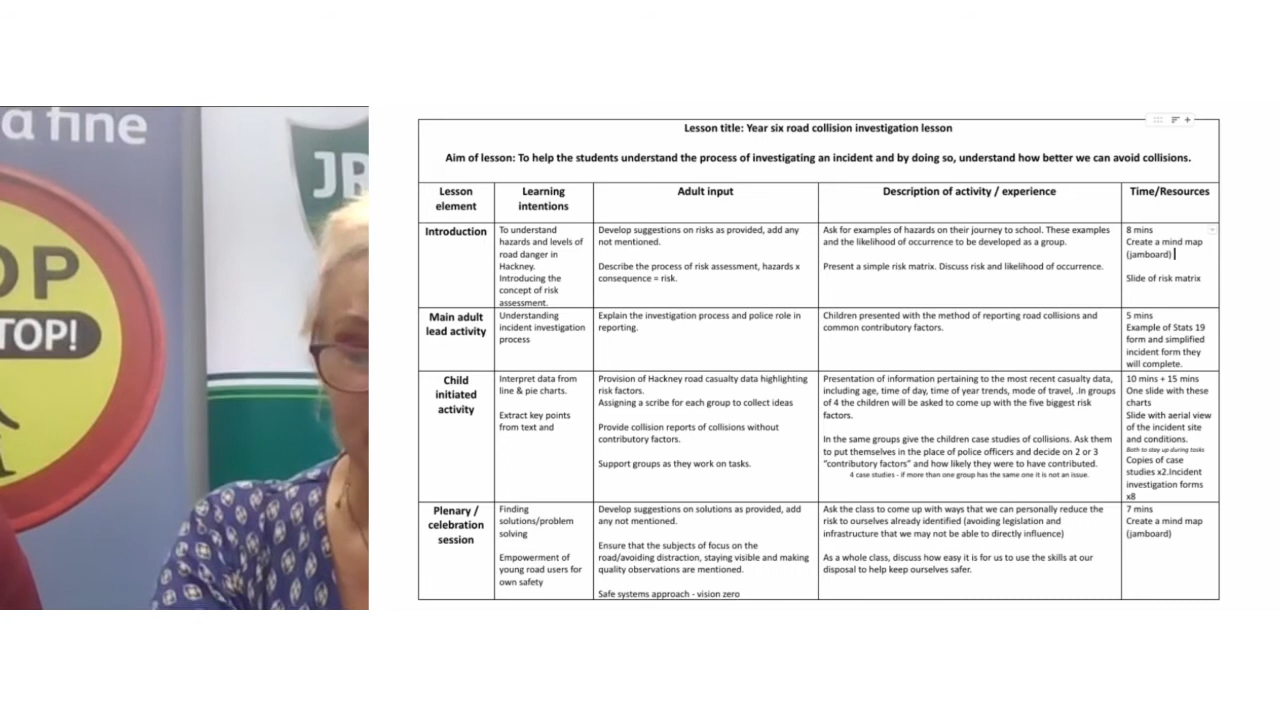 a fine
JR
OP
TOP!
Lesson title: Year six road collision investigation lesson
Aim of lesson: To help the students understand the process of investigating an incident and by doing so, understand how better we can avoid collisions.
Lesson element
Learning intentions
Adult input
Description of activity / experience
Time/Resources
Introduction
To understand
hazards and levels of
road danger in
Hackney.
Introducing the
concept of risk
assessment.
Develop suggestions on risks as provided, add any
not mentioned.
Describe the process of risk assessment, hazards x
consequence = risk.
Ask for examples of hazards on their journey to school. These examples
and the likelihood of occurrence to be developed as a group.
Present a simple risk matrix. Discuss risk and likelihood of occurrence.
8 mins
Create a mind map
(jamboard)
Slide of risk matrix
Main adult
lead activity
Understanding
incident investigation
process
Explain the investigation process and police role in
reporting.
Children presented with the method of reporting road collisions and
common contributory factors.
5 mins
Example of Stats 19
form and simplified
incident form they
will complete.
Child
initiated
activity
Interpret data from
line & pie charts.
Extract key points
from text and
Provision of Hackney road casualty data highlighting
risk factors.
Assigning a scribe for each group to collect ideas
Provide collision reports of collisions without
contributory factors.
Support groups as they work on tasks.
Presentation of information pertaining to the most recent casualty data,
including age, time of day, time of year trends, mode of travel, .In groups
of 4 the children will be asked to come up with the five biggest risk
factors.
In the same groups give the children case studies of collisions. Ask them
to put themselves in the place of police officers and decide on 2 or 3
"contributory factors" and how likely they were to have contributed.
4 case studies - if more than one group has the same one it is not an issue.
10 mins + 15 mins
One slide with these
charts
Slide with aerial view
of the incident site
and conditions.
Both to stay up during tasks
Copies of case
studies x2.Incident
investigation forms
x8
Plenary /
celebration
session
Finding
solutions/problem
solving
Empowerment of
young road users for
own safety
Develop suggestions on solutions as provided, add
any not mentioned.
Ensure that the subjects of focus on the
road/avoiding distraction, staying visible and making
quality observations are mentioned.
Safe systems approach - vision zero
Ask the class to come up with ways that we can personally reduce the
risk to ourselves already identified (avoiding legislation and
infrastructure that we may not be able to directly influence)
As a whole class, discuss how easy it is for us to use the skills at our
disposal to help keep ourselves safer.
7 mins
Create a mind map
(jamboard)